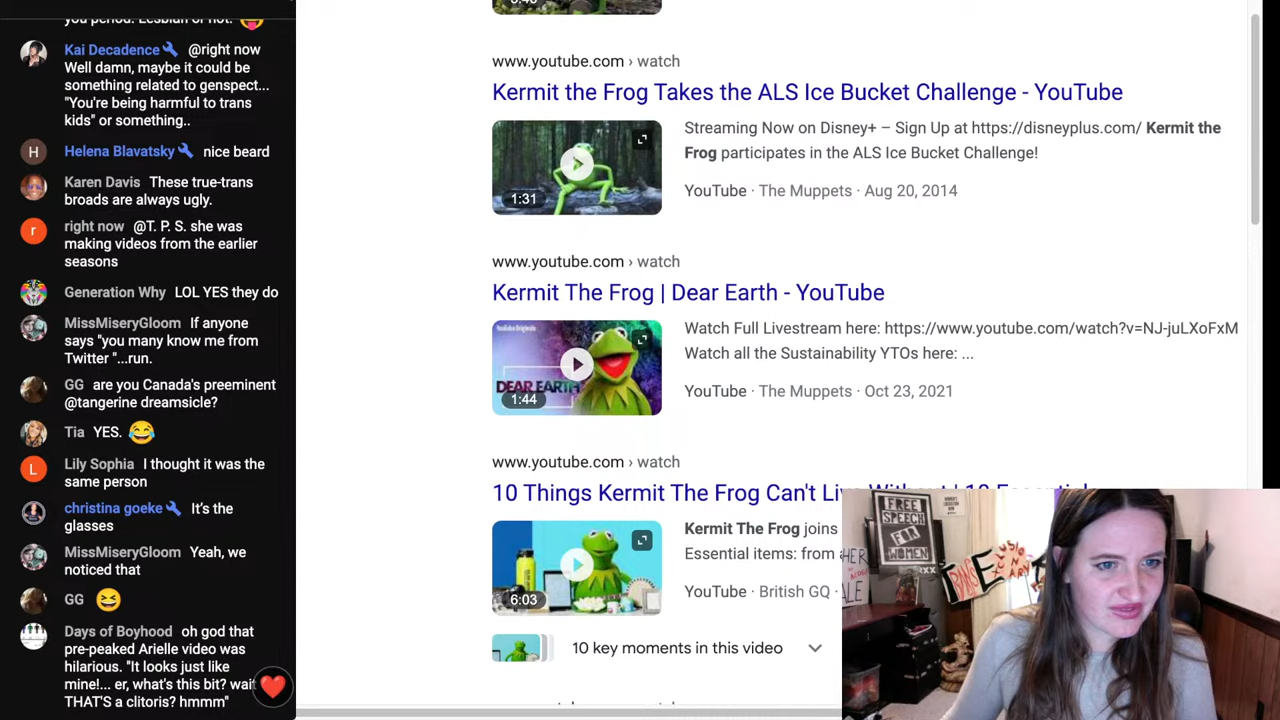 you period. Lesbian or not. 😛
Kai Decadence @right now
Well damn, maybe it could be
something related to genspect...
"You're being harmful to trans
kids" or something..
H
Helena Blavatsky nice beard
Karen Davis These true-trans
broads are always ugly.
r
right now @T. P. S. she was
making videos from the earlier
seasons
Generation Why LOL YES they do
MissMiseryGloom If anyone
says "you many know me from
Twitter "...run.
GG are you Canada's preeminent
@tangerine dreamsicle?
Tia YES. 😂
L
Lily Sophia I thought it was the
same person
christina goeke It's the
glasses
MissMiseryGloom Yeah, we
noticed that
GG 😆
Days of Boyhood oh god that
pre-peaked Arielle video was
hilarious. "It looks just like
mine!... er, what's this bit? wait
THAT'S a clitoris? hmmm"
www.youtube.com › watch
Kermit the Frog Takes the ALS Ice Bucket Challenge - YouTube
1:31
Streaming Now on Disney+ – Sign Up at https://disneyplus.com/ Kermit the
Frog participates in the ALS Ice Bucket Challenge!
YouTube · The Muppets · Aug 20, 2014
www.youtube.com › watch
Kermit The Frog | Dear Earth - YouTube
DEAR EARTH
1:44
Watch Full Livestream here: https://www.youtube.com/watch?v=NJ-juLXoFxM
Watch all the Sustainability YTOs here: ...
YouTube · The Muppets · Oct 23, 2021
www.youtube.com › watch
10 Things Kermit The Frog Can't Live Without | 10 Essentials
6:03
Kermit The Frog joins
Essential items: from a
YouTube · British GQ ·
10 key moments in this video
FREE
SPEECH
FOR
WOMEN
XXX